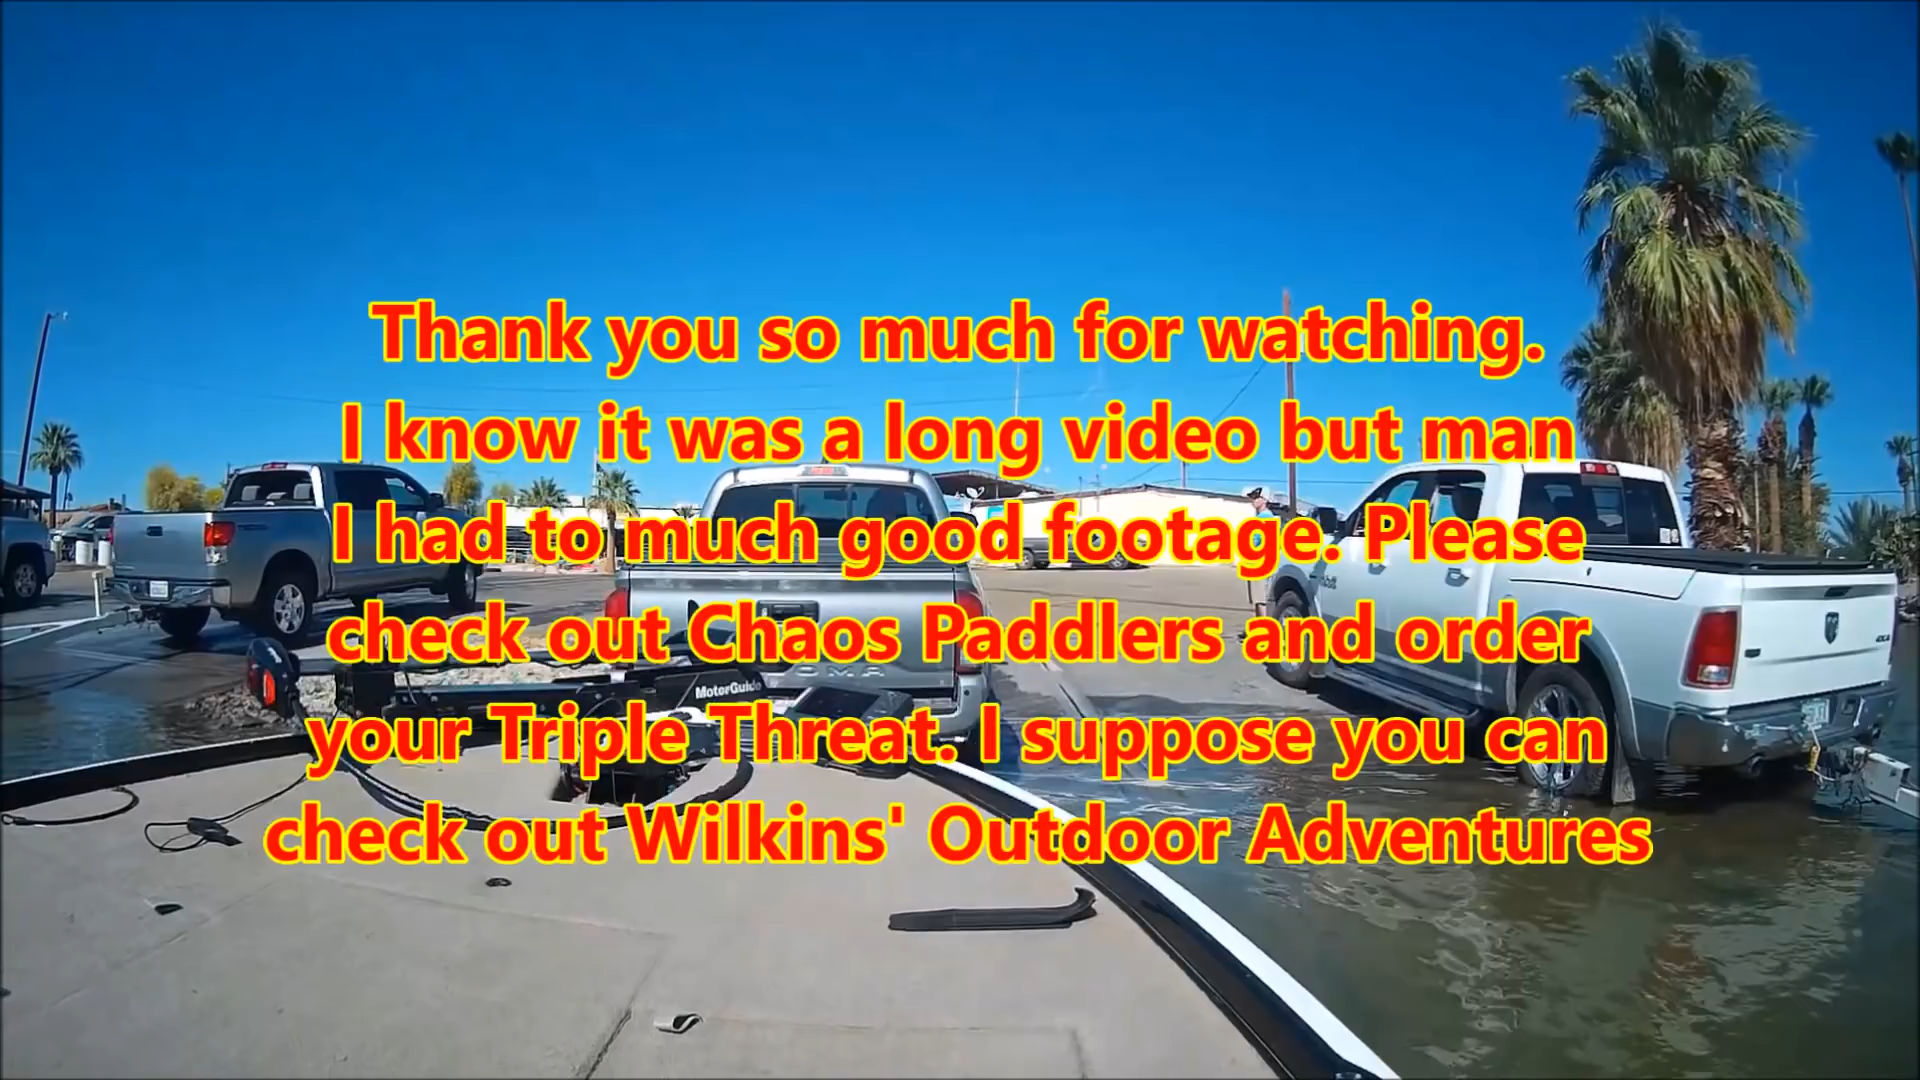 Thank you so much for watching.
I know it was a long video but man
I had to much good footage. Please
check out Chaos Paddlers and order
MotorGuide
your Triple Threat. I suppose you can
check out Wilkins' Outdoor Adventures